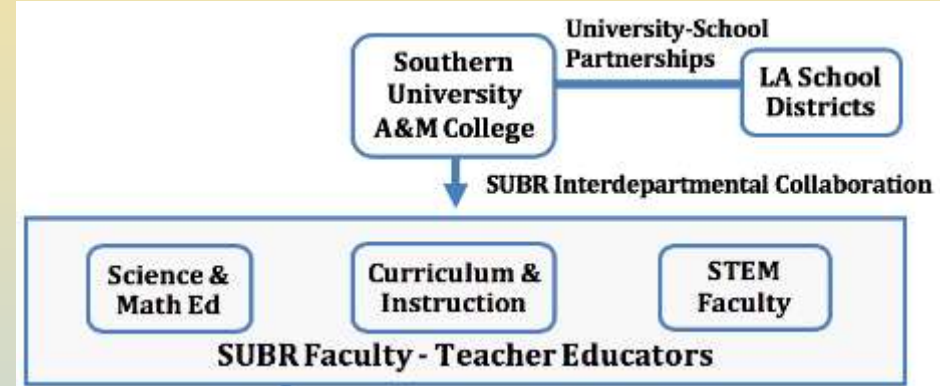 University-School
Partnerships
Southern
University
A&M College
LA School
Districts
SUBR Interdepartmental Collaboration
Science &
Math Ed
Curriculum &
Instruction
STEM
Faculty
SUBR Faculty - Teacher Educators